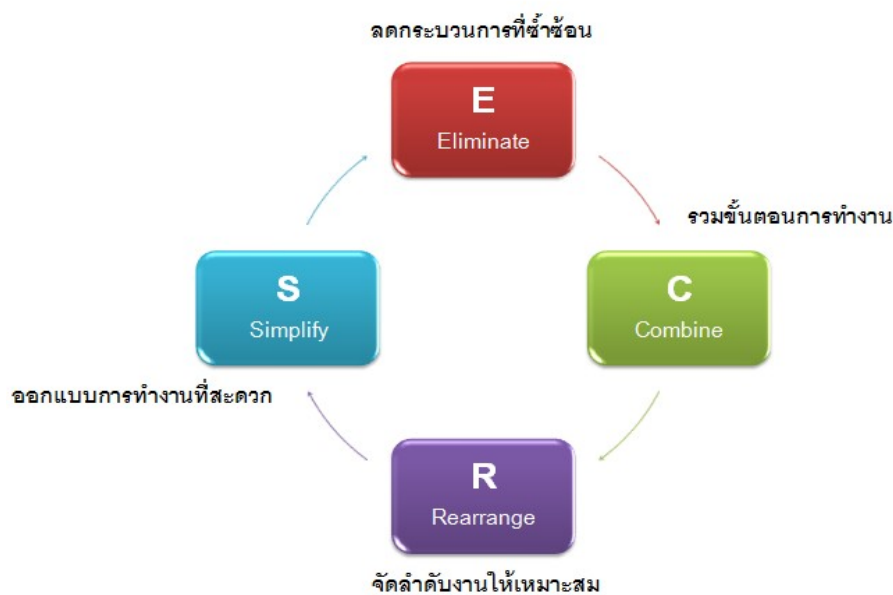 ลดกระบวนการที่ซ้ำซ้อน
E
Eliminate
รวมขั้นตอนการทำงาน
C
Combine
S
Simplify
ออกแบบการทำงานที่สะดวก
R
Rearrange
จัดลำดับงานให้เหมาะสม